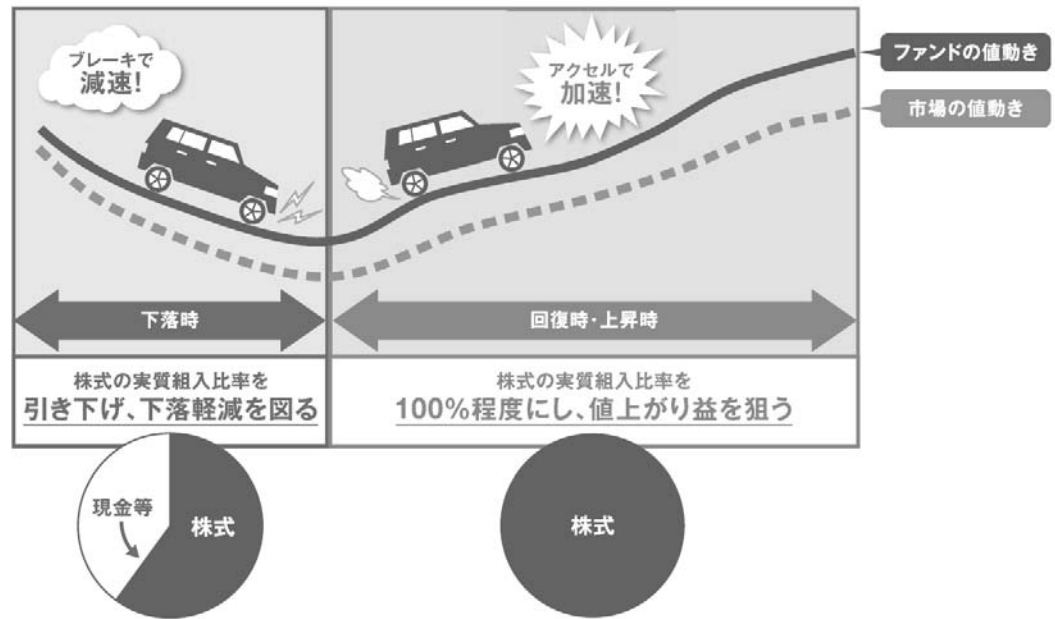 ブレーキで
減速!
アクセルで
加速!
ファンドの値動き
市場の値動き
下落時
回復時・上昇時
株式の実質組入比率を
引き下げ、下落軽減を図る
株式の実質組入比率を
100%程度にし、値上がり益を狙う
現金等
株式
株式